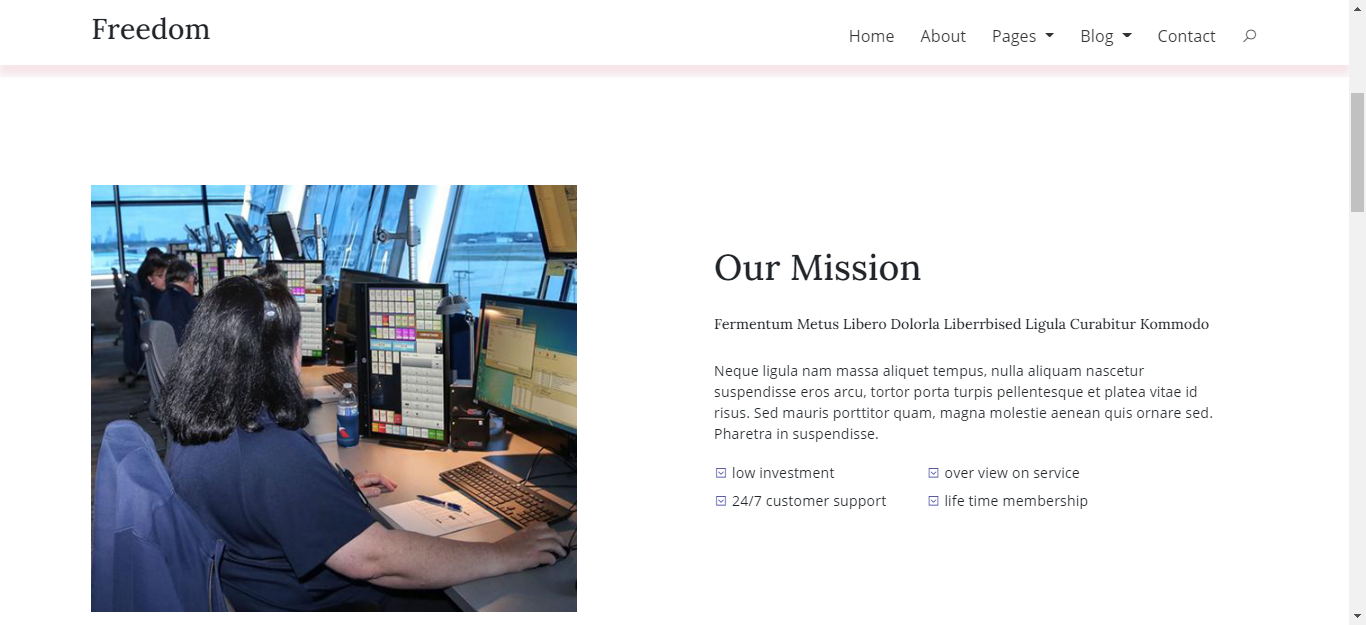 Freedom
Home About Pages Blog Contact
Our Mission
Fermentum Metus Libero Dolorla Liberrbised Ligula Curabitur Kommodo
Neque ligula nam massa aliquet tempus, nulla aliquam nascetur
suspendisse eros arcu, tortor porta turpis pellentesque et platea vitae id
risus. Sed mauris porttitor quam, magna molestie aenean quis ornare sed.
Pharetra in suspendisse.
low investment
over view on service
24/7 customer support
life time membership